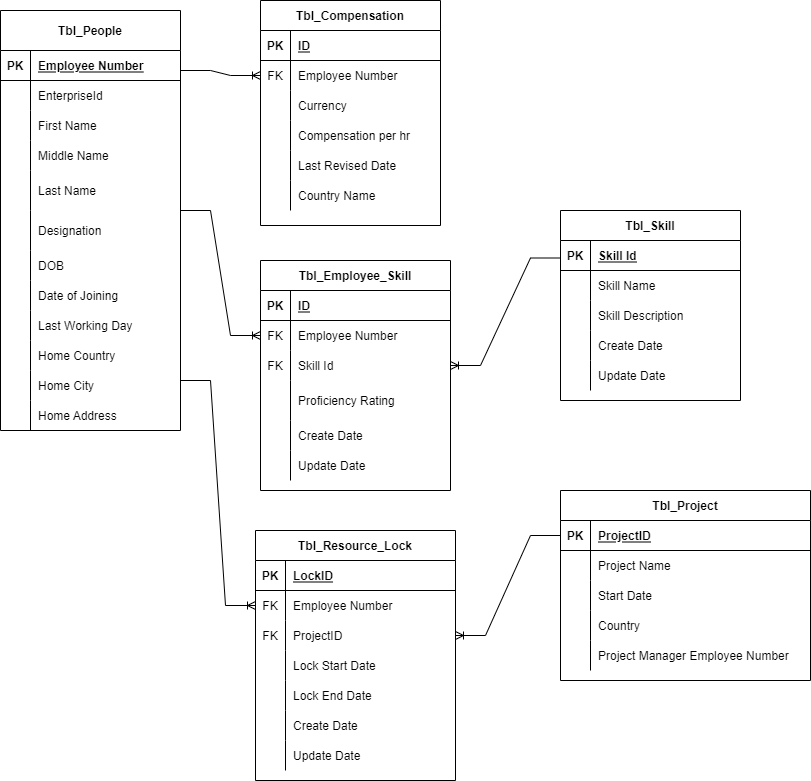 Tbl_People
PK Employee Number
EnterpriseId
First Name
Middle Name
Last Name
Designation
DOB
Date of Joining
Last Working Day
Home Country
Home City
Home Address
Tbl_Compensation
PK ID
FK Employee Number
Currency
Compensation per hr
Last Revised Date
Country Name
Tbl_Employee_Skill
PK ID
FK Employee Number
FK Skill Id
Proficiency Rating
Create Date
Update Date
Tbl_Skill
PK Skill Id
Skill Name
Skill Description
Create Date
Update Date
Tbl_Resource_Lock
PK LockID
FK Employee Number
FK ProjectID
Lock Start Date
Lock End Date
Create Date
Update Date
Tbl_Project
PK ProjectID
Project Name
Start Date
Country
Project Manager Employee Number